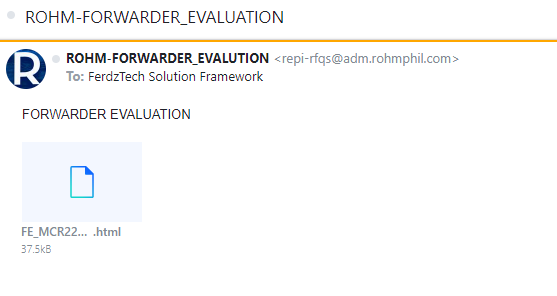 ROHM-FORWARDER_EVALUATION
R
ROHM-FORWARDER_EVALUTION <repi-rfqs@adm.rohmphil.com>
To: FerdzTech Solution Framework
FORWARDER EVALUATION
FE_MCR22... .html
37.5kB